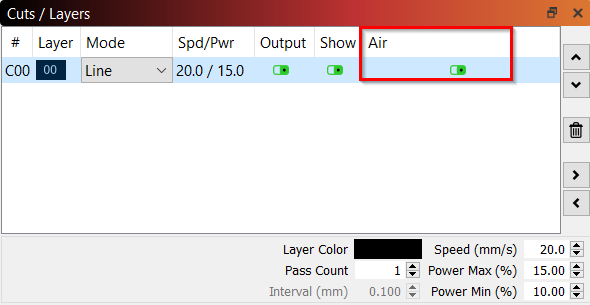 Cuts / Layers
# Layer Mode Spd/Pwr Output Show Air
C00 00 Line 20.0 / 15.0
Layer Color Speed (mm/s) 20.0
Pass Count 1 Power Max (%) 15.00
Interval (mm) 0.100 Power Min (%) 10.00